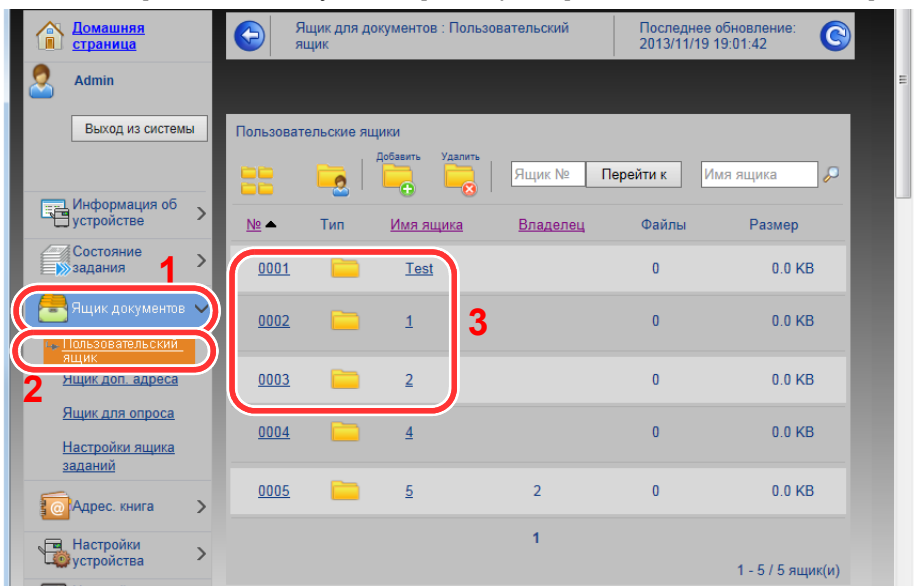 Домашняя
страница
Admin
Выход из системы
Информация об
устройстве
Состояние
задания
1
Ящик документов
Пользовательский
ящик
2
Ящик доп. адреса
Ящик для опроса
Настройки ящика
заданий
Адрес. книга
Настройки
устройства
Ящик для документов : Пользовательский
ящик
Последнее обновление:
2013/11/19 19:01:42
Пользовательские ящики
Добавить Удалить
Ящик № Перейти к Имя ящика
№ Тип Имя ящика Владелец Файлы Размер
0001 Test 0 0.0 KB
0002 1 0 0.0 KB
3
0003 2 0 0.0 KB
0004 4 0 0.0 KB
0005 5 2 0 0.0 KB
1
1 - 5 / 5 ящик(и)